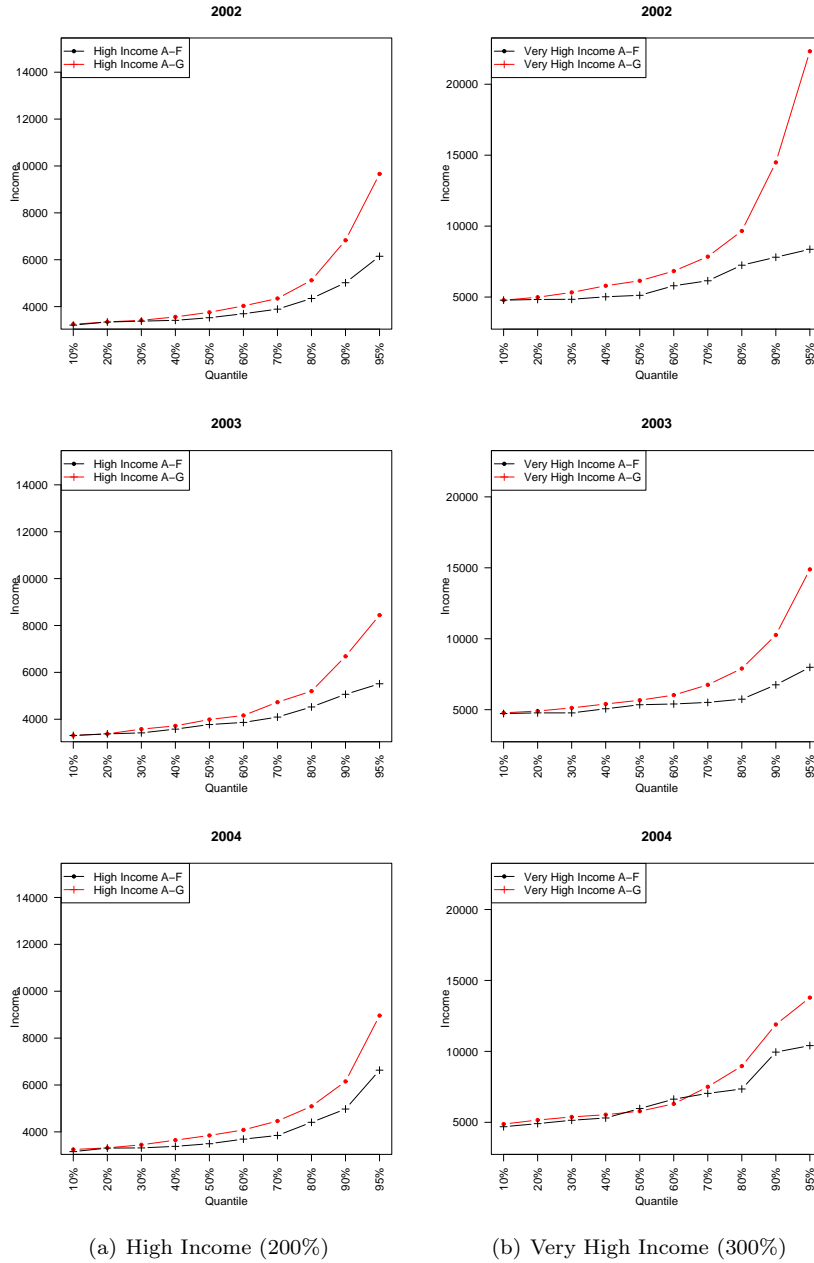 2002
High Income A−F
High Income A−G
14000
12000
10000
8000
6000
4000
Income
10% 20% 30% 40% 50% 60% 70% 80% 90% 95%
Quantile
2002
Very High Income A−F
Very High Income A−G
20000
15000
10000
5000
Income
10% 20% 30% 40% 50% 60% 70% 80% 90% 95%
Quantile
2003
High Income A−F
High Income A−G
14000
12000
10000
8000
6000
4000
Income
10% 20% 30% 40% 50% 60% 70% 80% 90% 95%
Quantile
2003
Very High Income A−F
Very High Income A−G
20000
15000
10000
5000
Income
10% 20% 30% 40% 50% 60% 70% 80% 90% 95%
Quantile
2004
High Income A−F
High Income A−G
14000
12000
10000
8000
6000
4000
Income
10% 20% 30% 40% 50% 60% 70% 80% 90% 95%
Quantile
2004
Very High Income A−F
Very High Income A−G
20000
15000
10000
5000
Income
10% 20% 30% 40% 50% 60% 70% 80% 90% 95%
Quantile
(a) High Income (200%)
(b) Very High Income (300%)